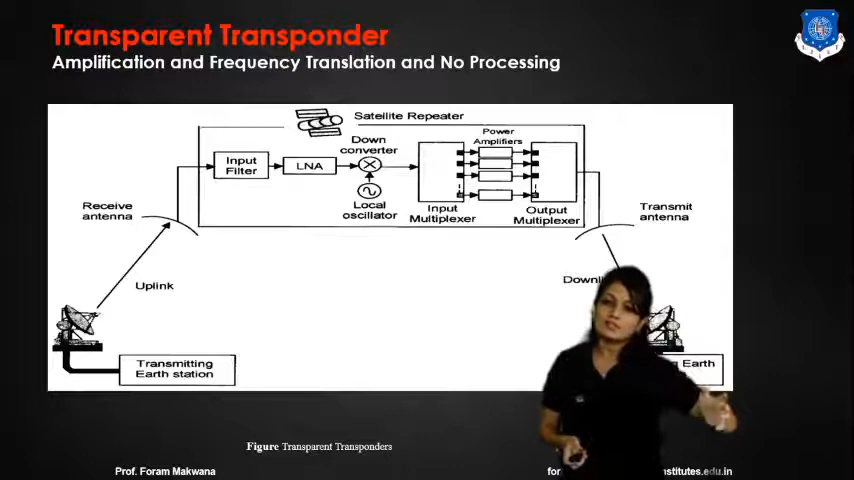 Transparent Transponder
Amplification and Frequency Translation and No Processing
Satellite Repeater
Power
Amplifiers
Down
converter
Input
Filter
LNA
Local
oscillator
Input
Multiplexer
Output
Multiplexer
Receive
antenna
Transmit
antenna
Uplink
Downli
Transmitting
Earth station
Earth
Figure Transparent Transponders
Prof. Foram Makwana
for
stitutes.edu.in